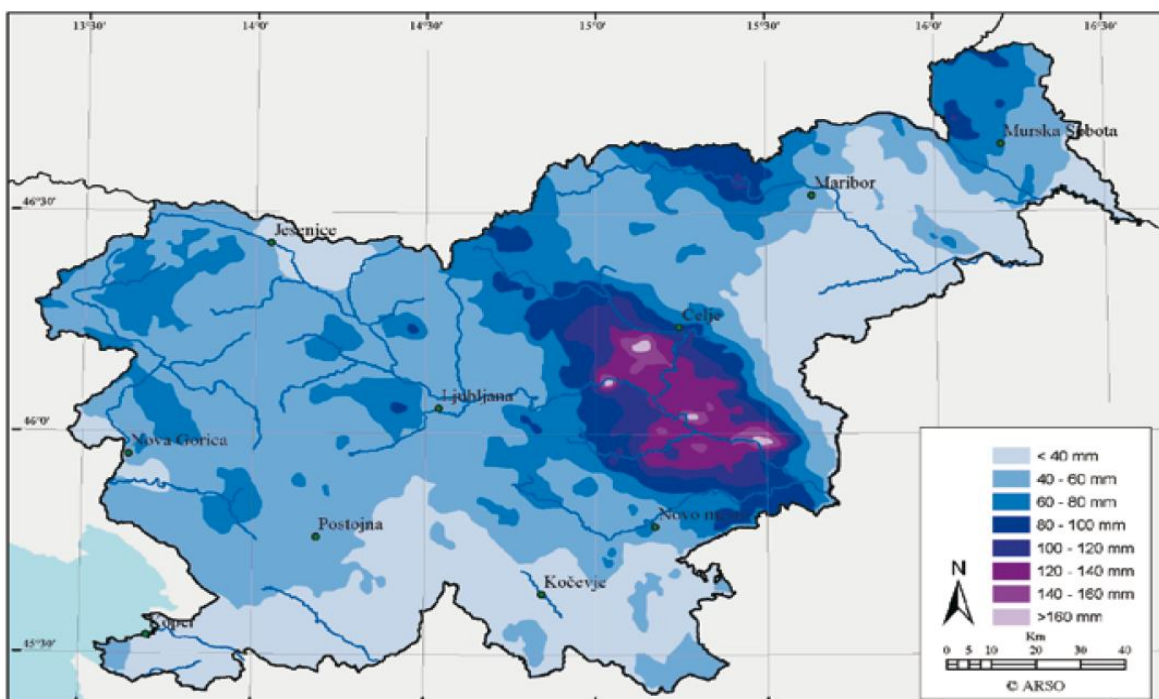 13°30' 14°0' 14°30' 15°0' 15°30' 16°0' 16°30'
Murska Sobota
Maribor
46°30'
Jesenice
Celje
Ljubljana
46°0'
Nova Gorica
Novo mesto
Postojna
Kočevje
Koper
45°30'
< 40 mm
40 - 60 mm
60 - 80 mm
80 - 100 mm
100 - 120 mm
120 - 140 mm
140 - 160 mm
>160 mm
N
Km
0 5 10 20 30 40
© ARSO